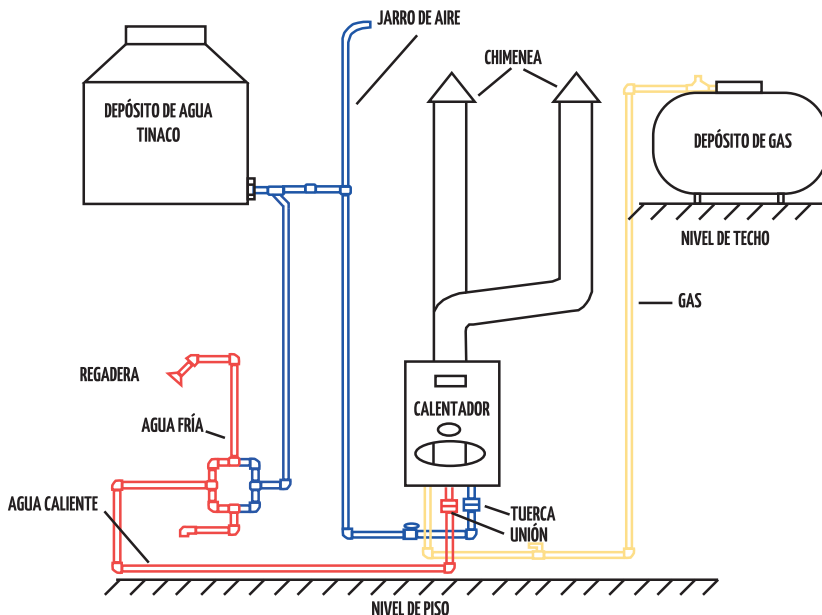 JARRO DE AIRE
CHIMENEA
DEPÓSITO DE AGUA
TINACO
DEPÓSITO DE GAS
NIVEL DE TECHO
GAS
REGADERA
CALENTADOR
AGUA FRÍA
AGUA CALIENTE
TUERCA
UNIÓN
NIVEL DE PISO